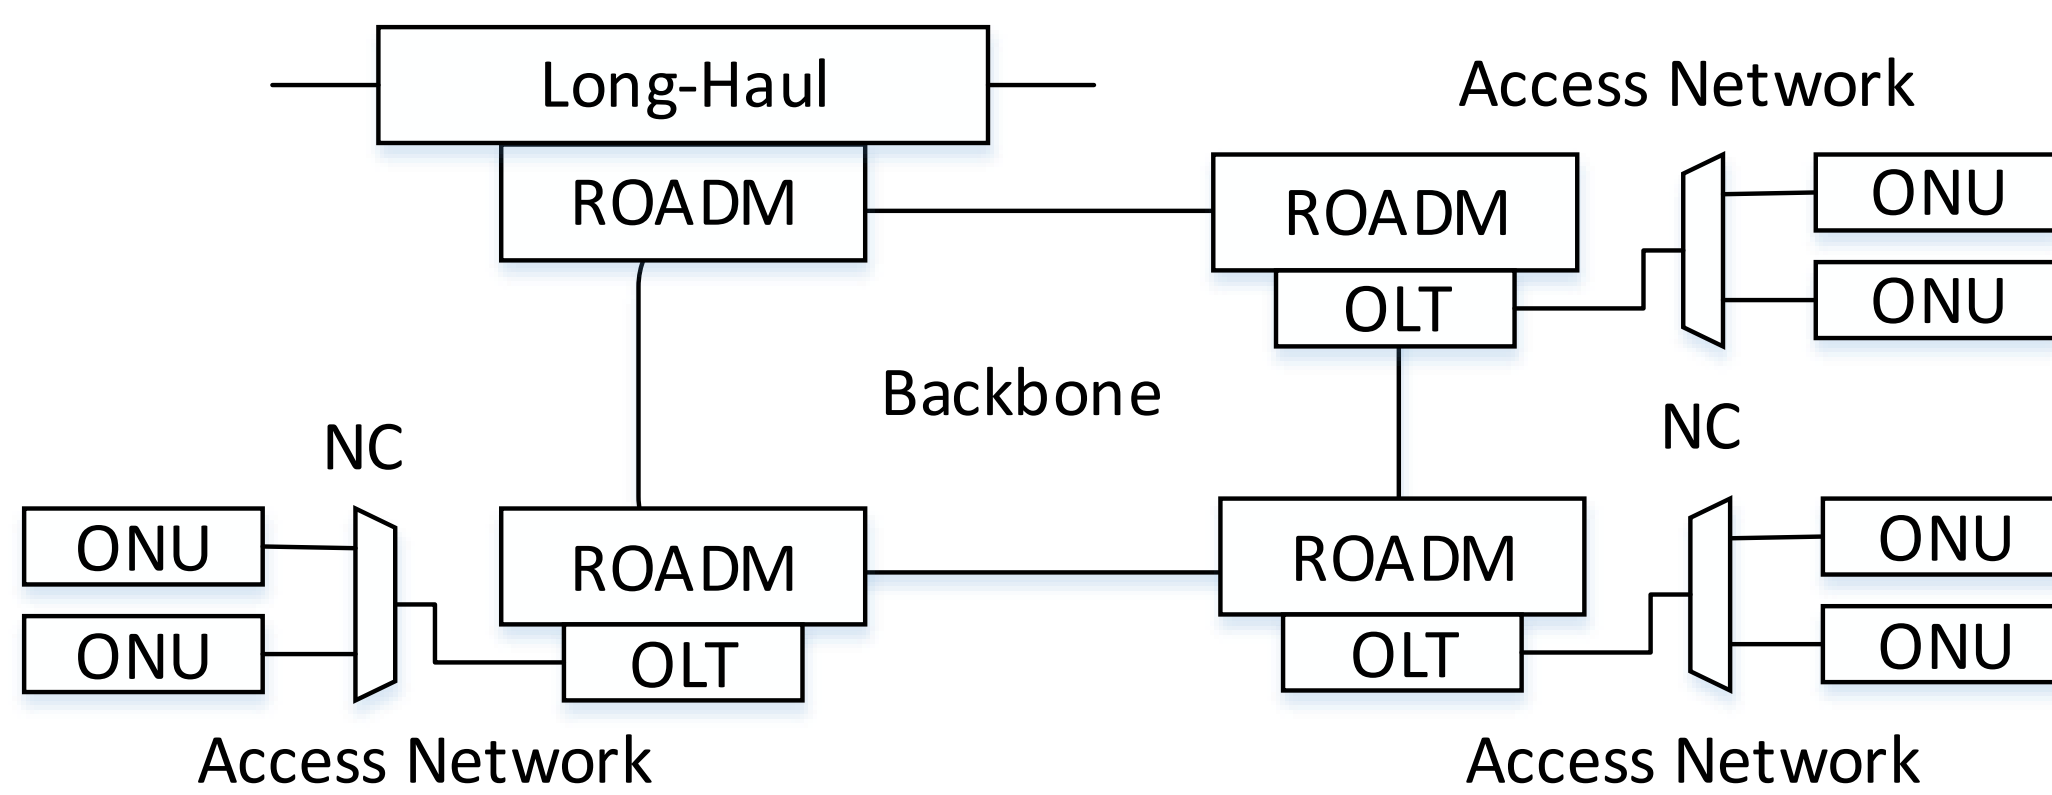 Long-Haul
Access Network
ROADM
ROADM
ONU
OLT
ONU
Backbone
NC
NC
ONU
ROADM
ROADM
ONU
ONU
OLT
OLT
ONU
Access Network
Access Network